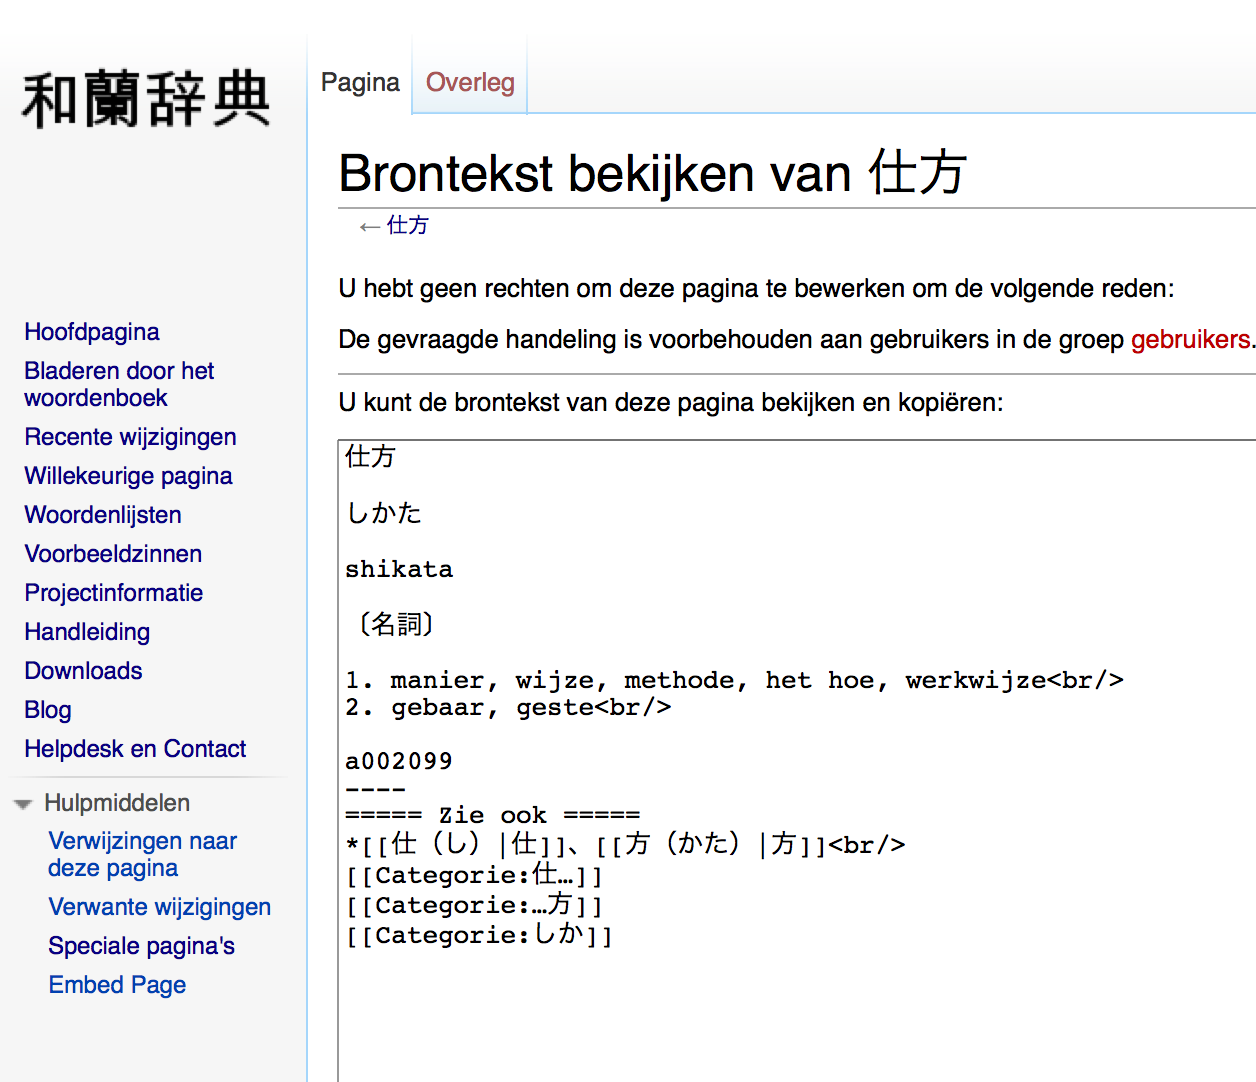 和蘭辞典
Pagina
Overleg
Brontekst bekijken van 仕方
← 仕方
U hebt geen rechten om deze pagina te bewerken om de volgende reden:
De gevraagde handeling is voorbehouden aan gebruikers in de groep gebruikers.
U kunt de brontekst van deze pagina bekijken en kopiëren:
仕方
しかた
shikata
〔名詞〕
1. manier, wijze, methode, het hoe, werkwijze<br/>
2. gebaar, geste<br/>
a002099
----
===== Zie ook =====
*[[仕（し）|仕]]、[[方（かた）|方]]<br/>
[[Categorie:仕…]]
[[Categorie:…方]]
[[Categorie:しか]]
Hoofdpagina
Bladeren door het
woordenboek
Recente wijzigingen
Willekeurige pagina
Woordenlijsten
Voorbeeldzinnen
Projectinformatie
Handleiding
Downloads
Blog
Helpdesk en Contact
Hulpmiddelen
Verwijzingen naar
deze pagina
Verwante wijzigingen
Speciale pagina's
Embed Page